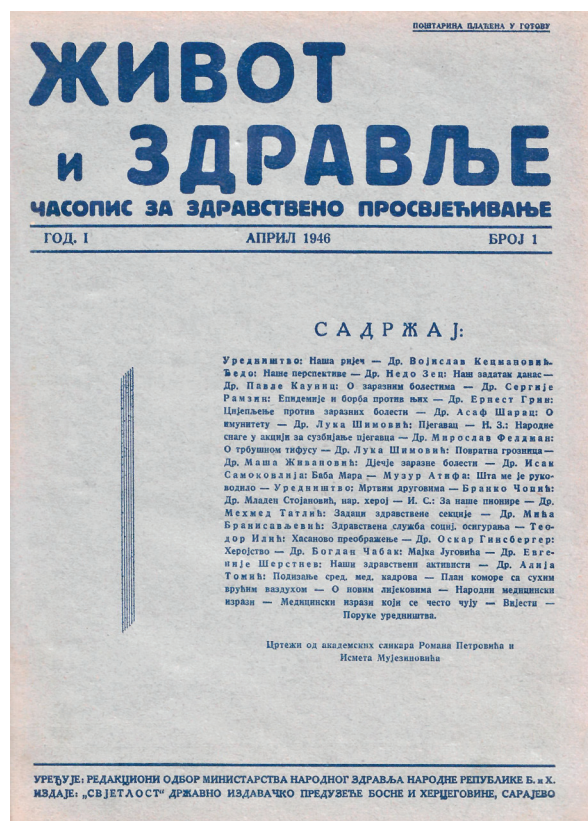 ПОШТАРИНА ПЛАЋЕНА У ГОТОВУ
ЖИВОТ
И ЗДРАВЉЕ
ЧАСОПИС ЗА ЗДРАВСТВЕНО ПРОСВЈЕЋИВАЊЕ
ГОД. I АПРИЛ 1946 БРОЈ 1
САДРЖАЈ:
Уредништво: Наша ријеч — Др. Војислав Кецмановић-
Ђедо: Наше перспективе — Др. Недо Зец: Наш задатак данас—
Др. Павле Кауниц: О заразним болестима — Др. Сергије
Рамзин: Епидемије и борба против њих — Др. Ернест Грин:
Цијепљење против заразних болести — Др. Асаф Шарац: О
имунитету — Др. Лука Шимовић: Пјегавац — Н. З.: Народне
снаге у акцији за сузбијање пјегавца — Др. Мирослав Фелдман:
О трбушном тифусу — Др. Лука Шимовић: Повратна грозница—
Др. Маша Живановић: Дјечје заразне болести — Др. Исак
Самоковлија: Баба Мара — Музур Атифа: Шта ме је руко-
водило — Уредништво: Мртвим друговима — Бранко Чопић:
Др. Младен Стојановић, нар. херој — И. С.: За наше пионире — Др.
Мехмед Татлић: Задаци здравствене секције — Др. Мића
Бранисављевић: Здравствена служба социј. осигурања — Тео-
дор Илић: Хасаново преображење — Др. Оскар Гинсбергер:
Херојство — Др. Богдан Чабак: Мајка Југовића — Др. Евге-
није Шерстнев: Наши здравствени активисти — Др. Алија
Томић: Подизање сред. мед. кадрова — План коморе са сухим
врућим ваздухом — О новим лијековима — Народни медицински
изрази — Медицински изрази који се често чују — Вијести —
Поруке уредништва.
Цртежи од академских сликара Романа Петровића и
Исмета Мујезиновића
УРЕЂУЈЕ: РЕДАКЦИОНИ ОДБОР МИНИСТАРСТВА НАРОДНОГ ЗДРАВЉА НАРОДНЕ РЕПУБЛИКЕ Б. и Х.
ИЗДАЈЕ: „СВЈЕТЛОСТ“ ДРЖАВНО ИЗДАВАЧКО ПРЕДУЗЕЋЕ БОСНЕ И ХЕРЦЕГОВИНЕ, САРАЈЕВО